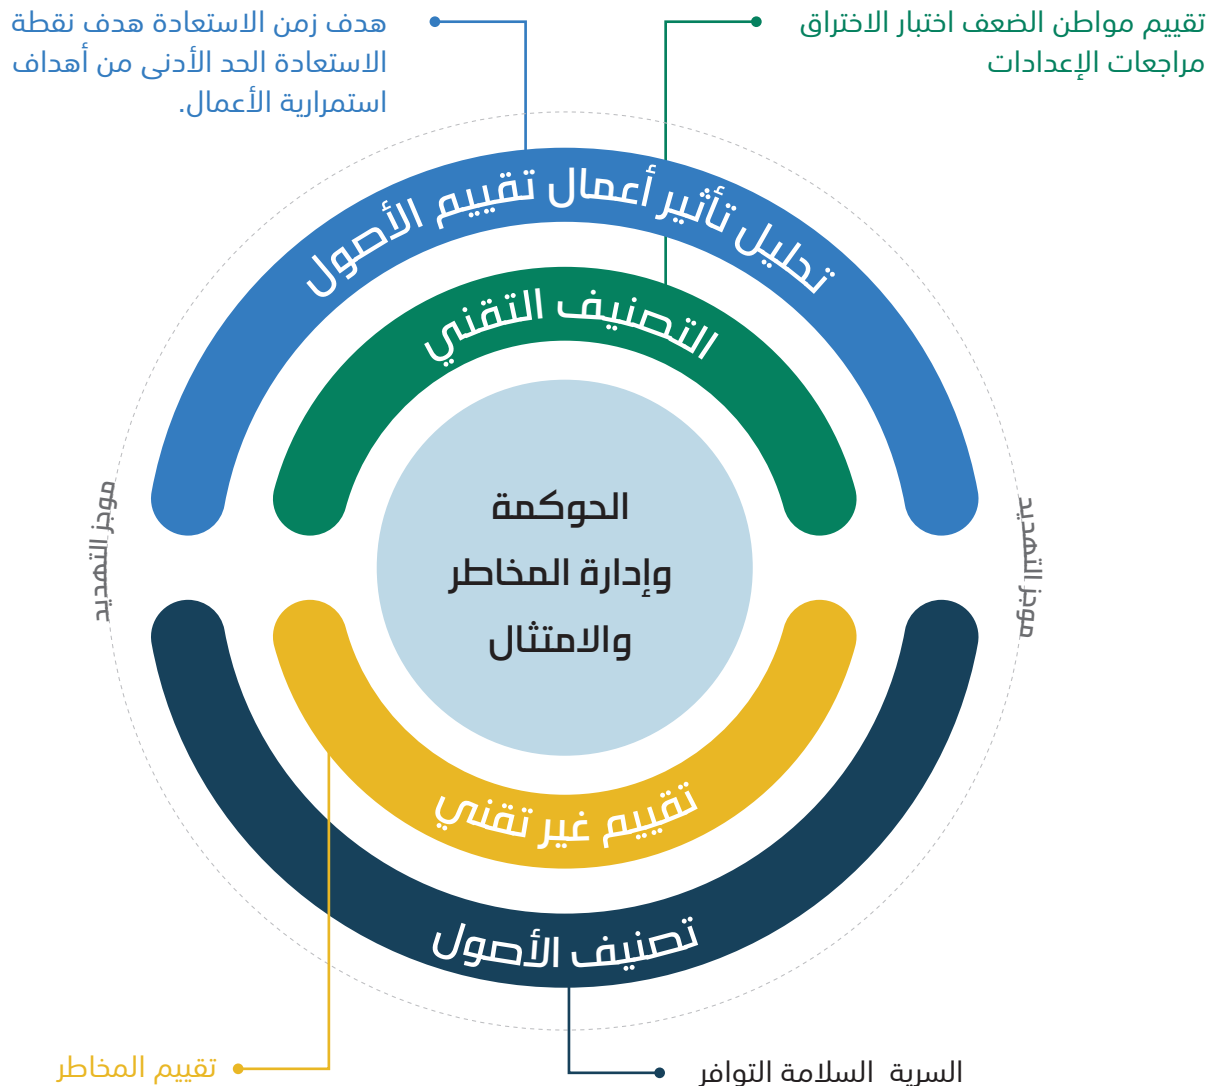 تقييم مواطن الضعف اختبار الاختراق
مراجعات الإعدادات
هدف زمن الاستعادة هدف نقطة
الاستعادة الحد الأدنى من أهداف
استمرارية الأعمال.
تحليل تأثير أعمال تقييم الأصول
التصنيف التقني
الحوكمة
وإدارة المخاطر
والامتثال
موجز التهديد
موجز التهديد
تقييم غير تقني
تصنيف الأصول
السرية السلامة التوافر
تقييم المخاطر